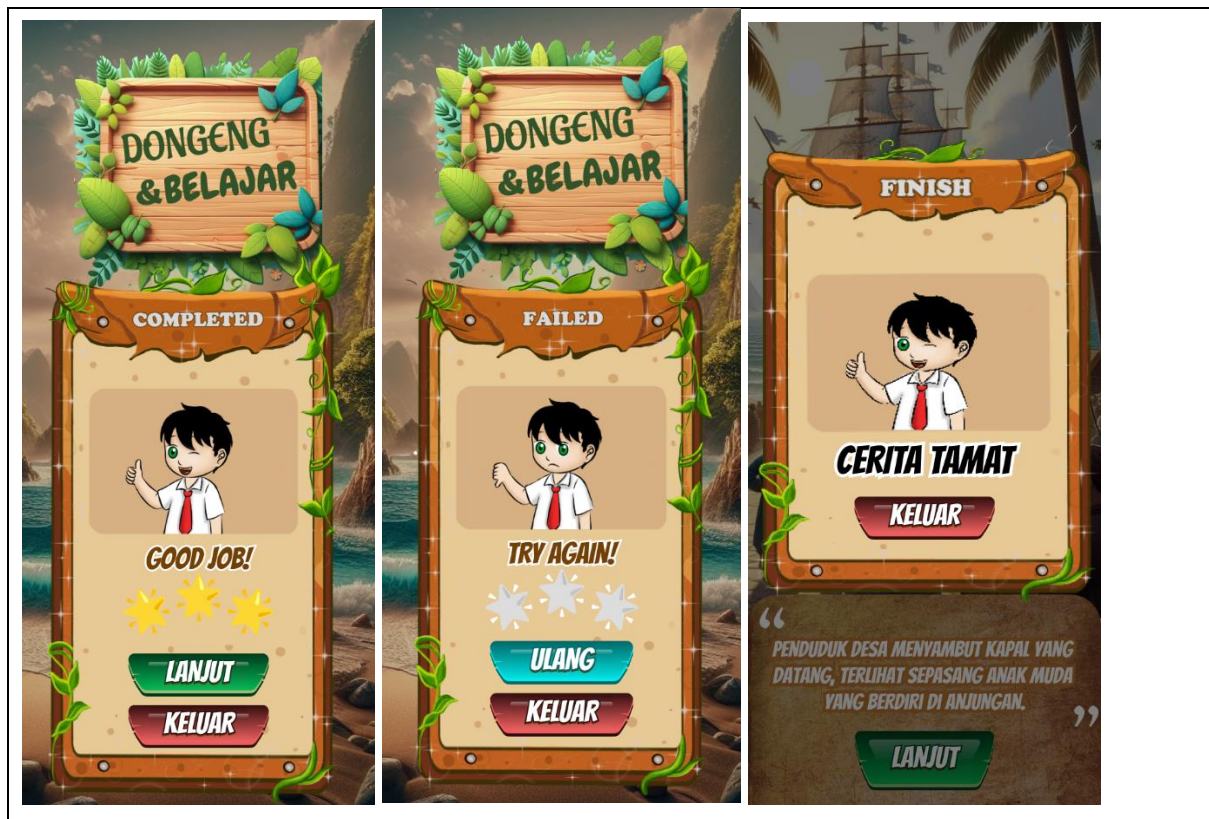 DONGENG
&BELAJAR
COMPLETED
GOOD JOB!
LANJUT
KELUAR
DONGENG
&BELAJAR
FAILED
TRY AGAIN!
ULANG
KELUAR
FINISH
CERITA TAMAT
KELUAR
“
PENDUDUK DESA MENYAMBUT KAPAL YANG
DATANG, TERLIHAT SEPASANG ANAK MUDA
YANG BERDIRI DI ANJUNGAN.
”
LANJUT